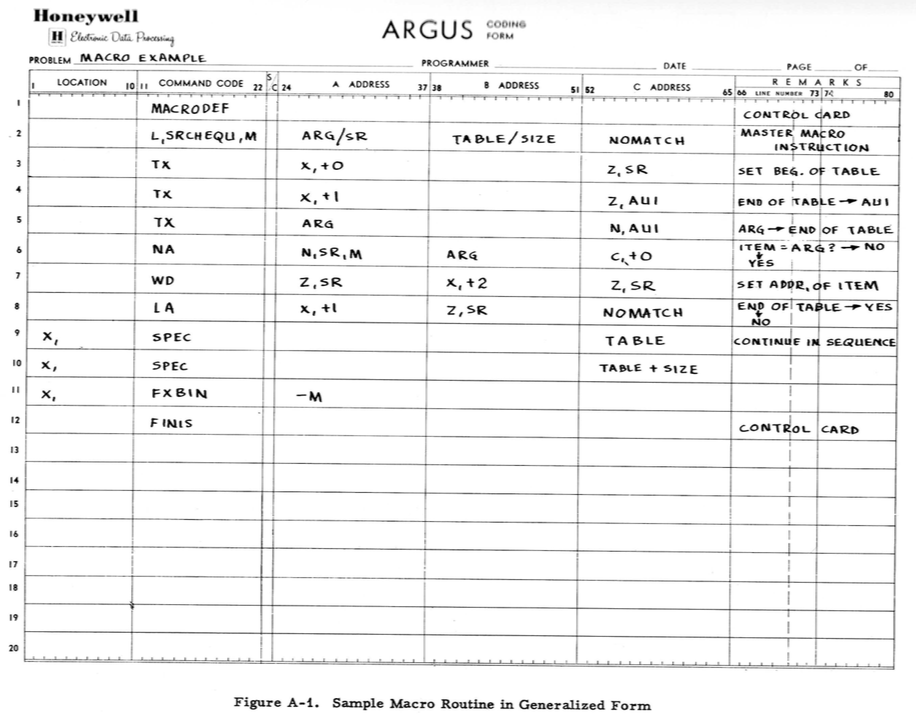 Honeywell
H Electronic Data Processing
ARGUS CODING FORM
PROBLEM MACRO EXAMPLE PROGRAMMER DATE PAGE OF
1 LOCATION 10 11 COMMAND CODE 22 S C 24 A ADDRESS 37 38 B ADDRESS 51 52 C ADDRESS 65 66 REMARKS LINE NUMBER 73 74 80
1 MACRODEF CONTROL CARD
2 L,SRCHEQU,M ARG/SR TABLE/SIZE NOMATCH MASTER MACRO INSTRUCTION
3 TX X,+0 Z,SR SET BEG. OF TABLE
4 TX X,+1 Z,AU1 END OF TABLE → AU1
5 TX ARG N,AU1 ARG → END OF TABLE
6 NA N,SR,M ARG C,+0 ITEM = ARG? → NO ↓ YES
7 WD Z,SR X,+2 Z,SR SET ADDR. OF ITEM
8 LA X,+1 Z,SR NOMATCH END OF TABLE → YES ↓ NO
9 X, SPEC TABLE CONTINUE IN SEQUENCE
10 X, SPEC TABLE + SIZE
11 X, FXBIN -M
12 FINIS CONTROL CARD
13
14
15
16
17
18
19
20
Figure A-1. Sample Macro Routine in Generalized Form